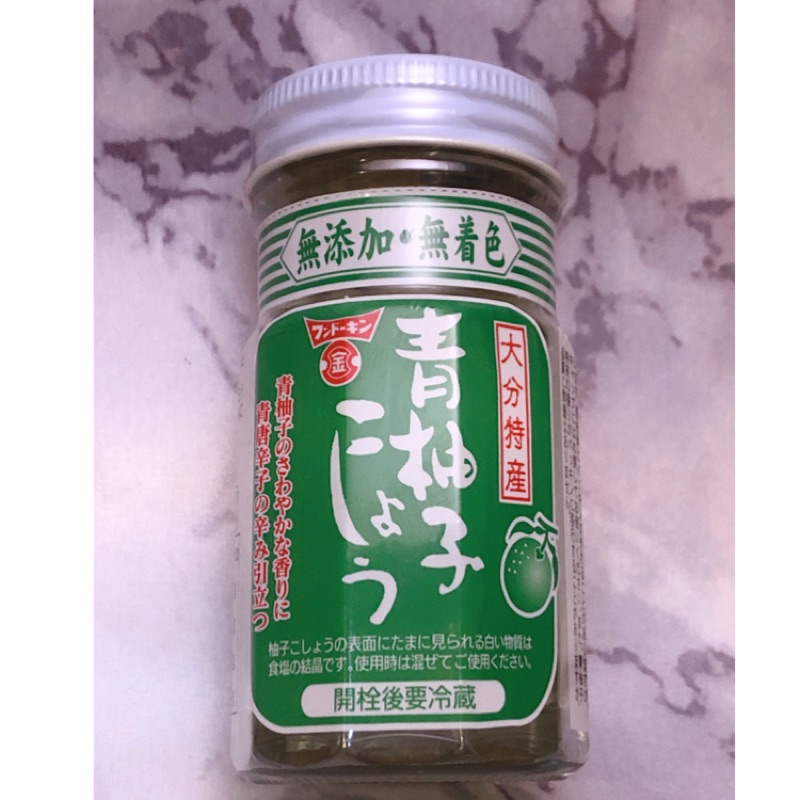 無添加・無着色
フンドーキン
金
大分特産
青柚子
こしょう
青柚子のさわやかな香りに
青唐辛子の辛み引立つ
柚子こしょうの表面にたまに見られる白い物質は
食塩の結晶です。使用時は混ぜてご使用ください。
開栓後要冷蔵